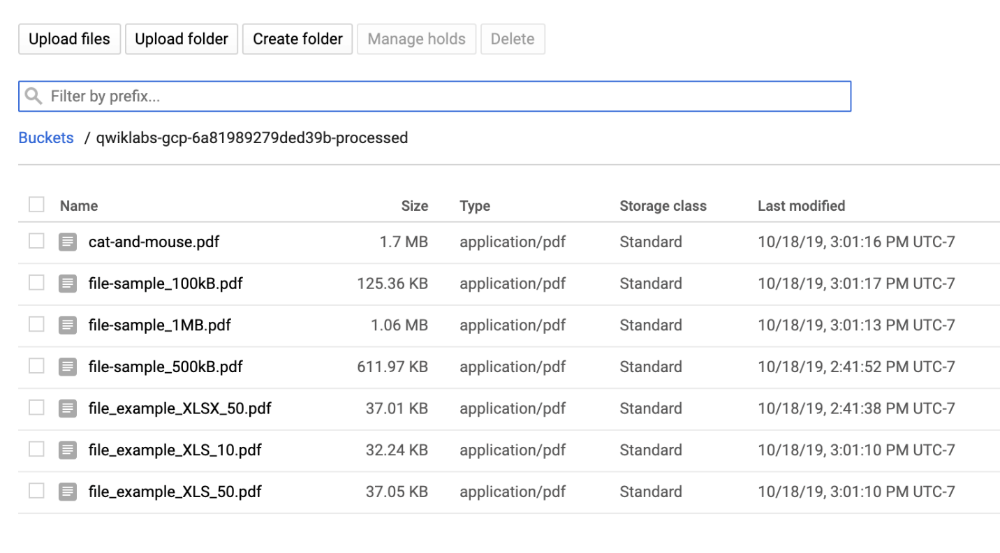 Upload files Upload folder Create folder Manage holds Delete
Filter by prefix...
Buckets / qwiklabs-gcp-6a81989279ded39b-processed
Name Size Type Storage class Last modified
cat-and-mouse.pdf 1.7 MB application/pdf Standard 10/18/19, 3:01:16 PM UTC-7
file-sample_100kB.pdf 125.36 KB application/pdf Standard 10/18/19, 3:01:17 PM UTC-7
file-sample_1MB.pdf 1.06 MB application/pdf Standard 10/18/19, 3:01:13 PM UTC-7
file-sample_500kB.pdf 611.97 KB application/pdf Standard 10/18/19, 2:41:52 PM UTC-7
file_example_XLSX_50.pdf 37.01 KB application/pdf Standard 10/18/19, 2:41:38 PM UTC-7
file_example_XLS_10.pdf 32.24 KB application/pdf Standard 10/18/19, 3:01:10 PM UTC-7
file_example_XLS_50.pdf 37.05 KB application/pdf Standard 10/18/19, 3:01:10 PM UTC-7